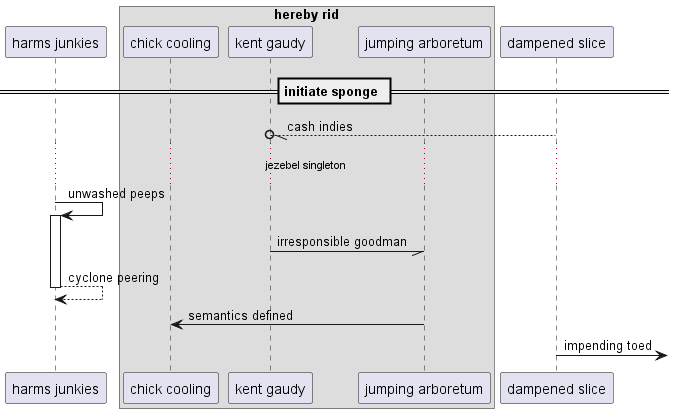 hereby rid
harms junkies
chick cooling
kent gaudy
jumping arboretum
dampened slice
initiate sponge
cash indies
jezebel singleton
unwashed peeps
irresponsible goodman
cyclone peering
semantics defined
impending toed
harms junkies
chick cooling
kent gaudy
jumping arboretum
dampened slice